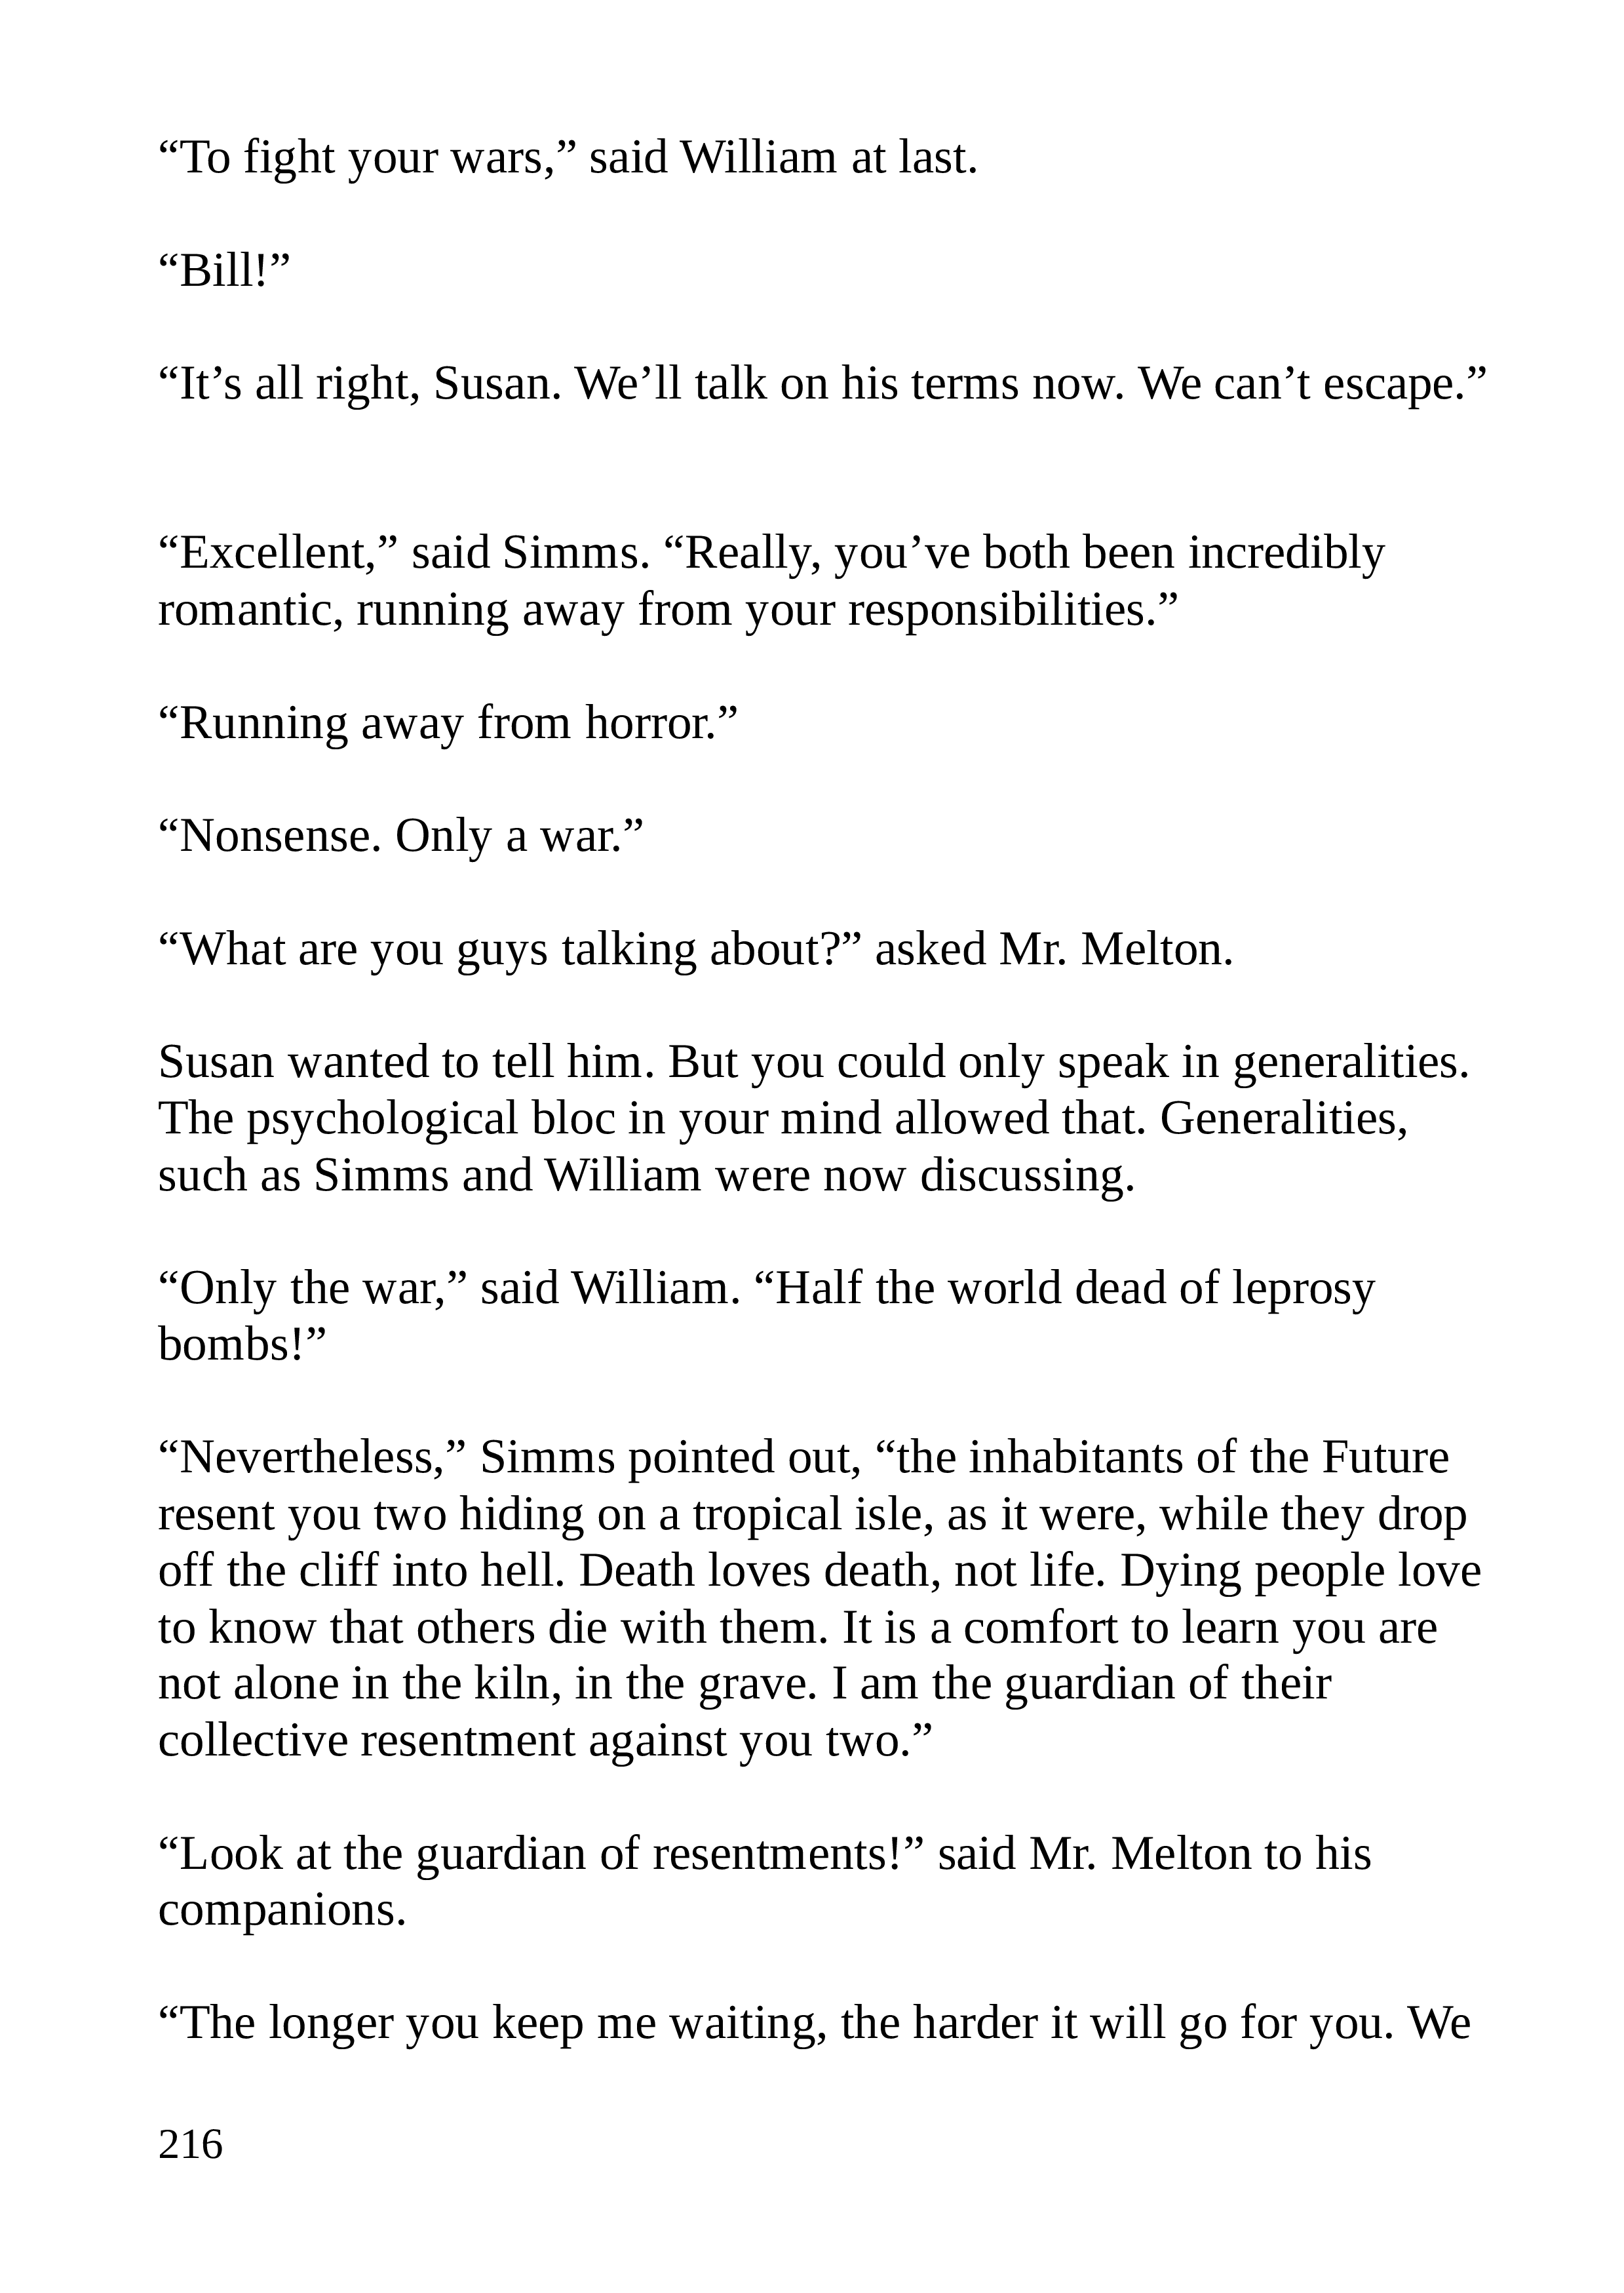 “To fight your wars,” said William at last.
“Bill!”
“It’s all right, Susan. We’ll talk on his terms now. We can’t escape.”
“Excellent,” said Simms. “Really, you’ve both been incredibly
romantic, running away from your responsibilities.”
“Running away from horror.”
“Nonsense. Only a war.”
“What are you guys talking about?” asked Mr. Melton.
Susan wanted to tell him. But you could only speak in generalities.
The psychological bloc in your mind allowed that. Generalities,
such as Simms and William were now discussing.
“Only the war,” said William. “Half the world dead of leprosy
bombs!”
“Nevertheless,” Simms pointed out, “the inhabitants of the Future
resent you two hiding on a tropical isle, as it were, while they drop
off the cliff into hell. Death loves death, not life. Dying people love
to know that others die with them. It is a comfort to learn you are
not alone in the kiln, in the grave. I am the guardian of their
collective resentment against you two.”
“Look at the guardian of resentments!” said Mr. Melton to his
companions.
“The longer you keep me waiting, the harder it will go for you. We
216